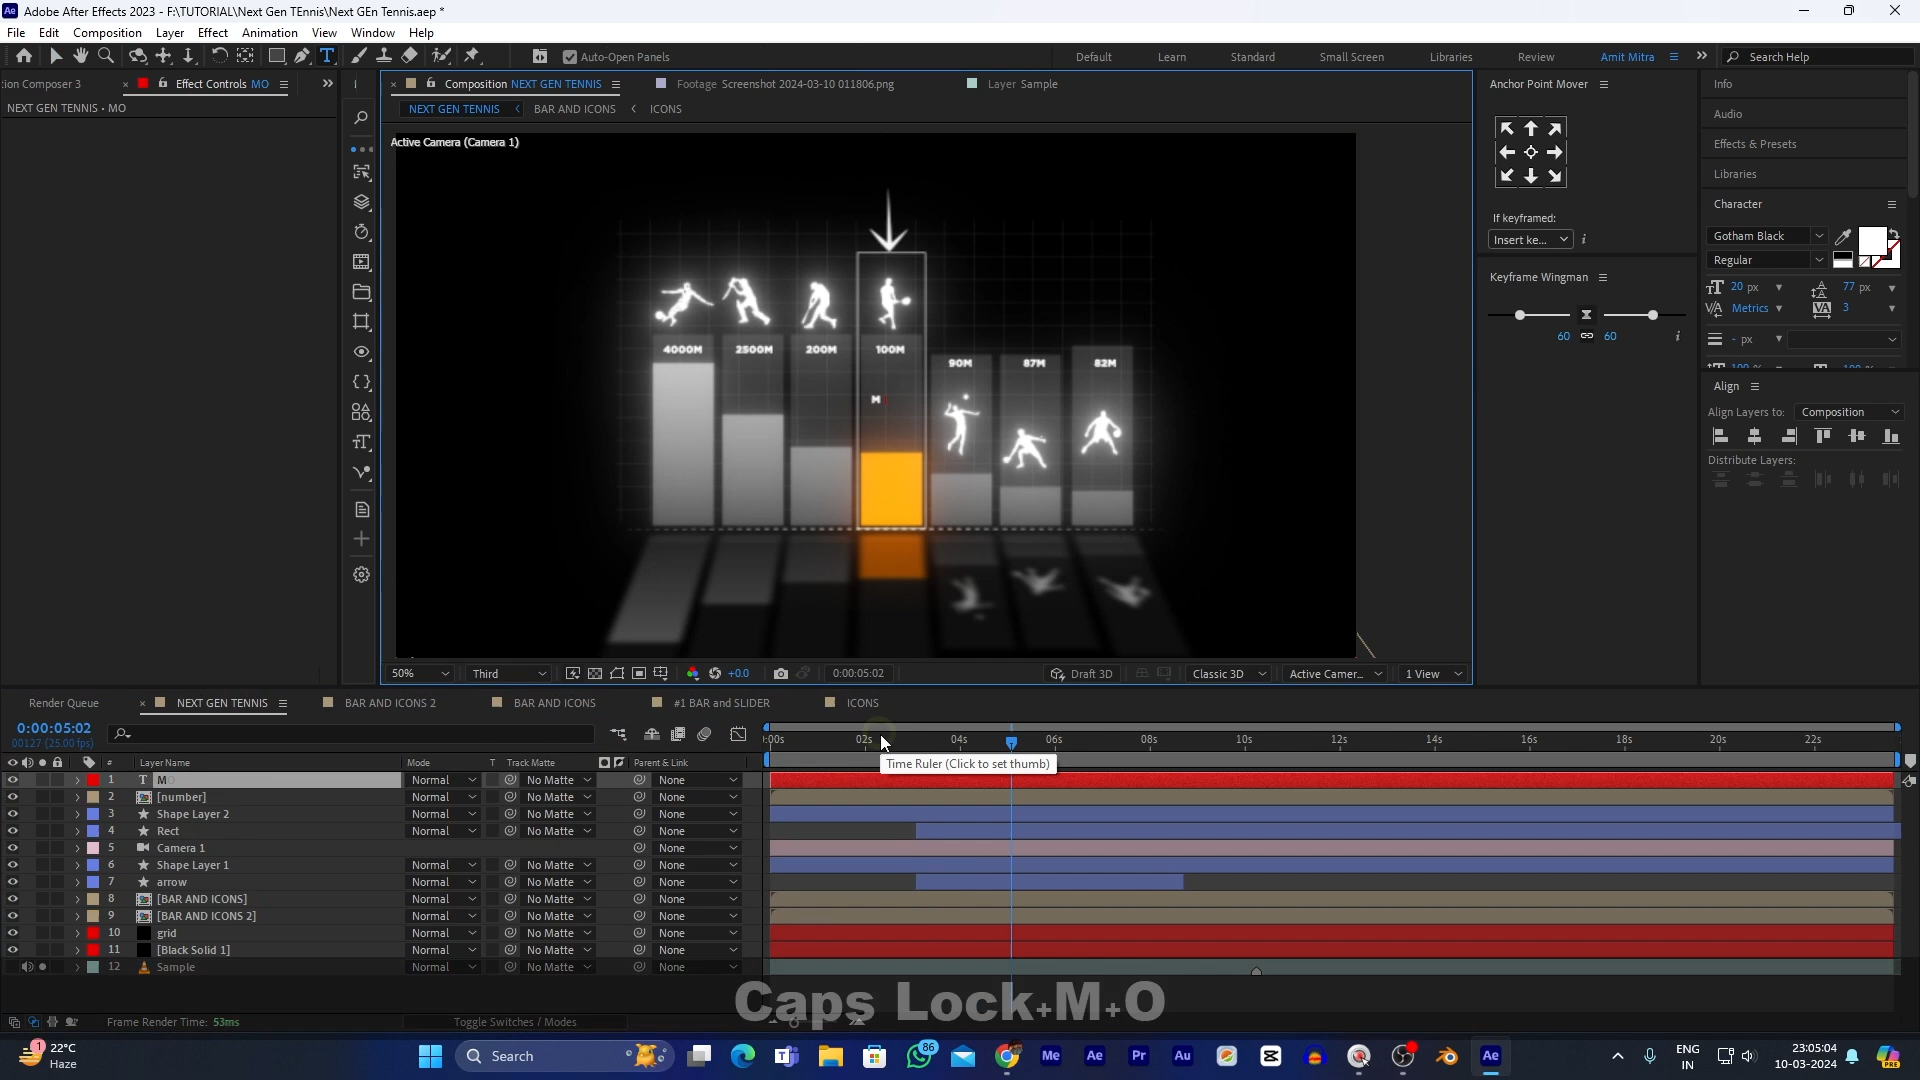 Adobe After Effects 2023 - F:\TUTORIAL\Next Gen TEnnis\Next GEn Tennis.aep *
File Edit Composition Layer Effect Animation View Window Help
Auto-Open Panels
Default Learn Standard Small Screen Libraries Review Amit Mitra Search Help
ion Composer 3 Effect Controls MO
Composition NEXT GEN TENNIS Footage Screenshot 2024-03-10 011806.png Layer Sample
NEXT GEN TENNIS • MO
NEXT GEN TENNIS BAR AND ICONS ICONS
Active Camera (Camera 1)
4000M 2500M 200M 100M 90M 87M 82M
M
Anchor Point Mover
If keyframed:
Insert ke...
Keyframe Wingman
60 60
Info
Audio
Effects & Presets
Libraries
Character
Gotham Black
Regular
20 px 77 px
Metrics 3
- px
Align
Align Layers to: Composition
Distribute Layers:
50% Third +0.0 0:00:05:02 Draft 3D Classic 3D Active Camer... 1 View
Render Queue NEXT GEN TENNIS BAR AND ICONS 2 BAR AND ICONS #1 BAR and SLIDER ICONS
0:00:05:02
00127 (25.00 fps)
:00s 02s 04s 06s 08s 10s 12s 14s 16s 18s 20s 22s
Time Ruler (Click to set thumb)
# Layer Name Mode T Track Matte Parent & Link
1 T MO Normal No Matte None
2 [number] Normal No Matte None
3 Shape Layer 2 Normal No Matte None
4 Rect Normal No Matte None
5 Camera 1 None
6 Shape Layer 1 Normal No Matte None
7 arrow Normal No Matte None
8 [BAR AND ICONS] Normal No Matte None
9 [BAR AND ICONS 2] Normal No Matte None
10 grid Normal No Matte None
11 [Black Solid 1] Normal No Matte None
12 Sample Normal No Matte None
Caps Lock+M+O
Frame Render Time: 53ms Toggle Switches / Modes
1 22°C
Haze
Search
86
Me Ae Pr Au Ae
ENG
IN
23:05:04
10-03-2024
PRE